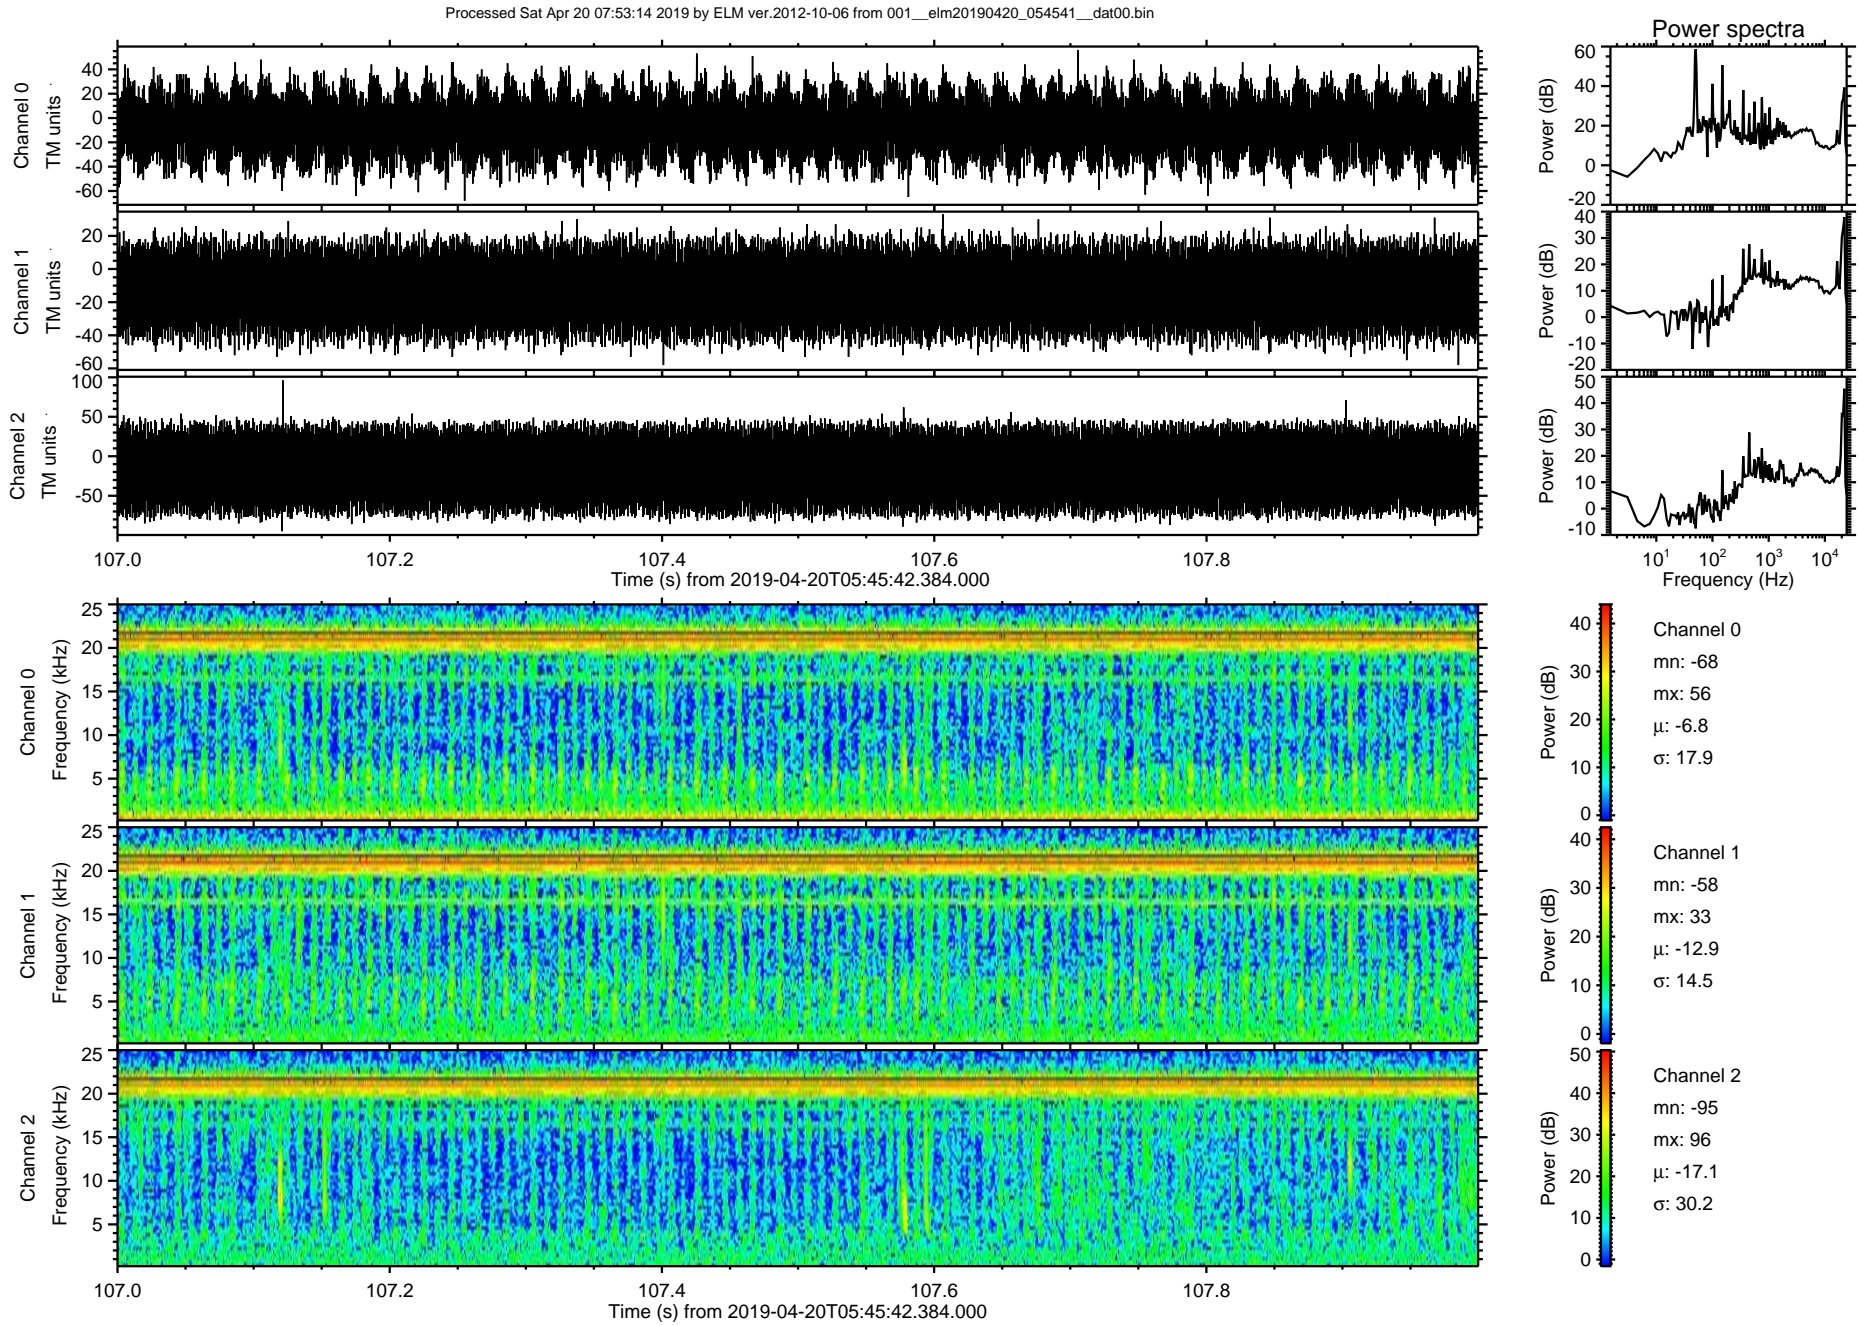 Processed Sat Apr 20 07:53:14 2019 by ELM ver.2012-10-06 from 001__elm20190420_054541__dat00.bin
Power spectra
Channel 0
TM units
40
20
0
-20
-40
-60
Power (dB)
60
40
20
0
-20
Channel 1
TM units
20
0
-20
-40
-60
Power (dB)
40
30
20
10
0
-10
-20
Channel 2
TM units
100
50
0
-50
Power (dB)
50
40
30
20
10
0
-10
107.0 107.2 107.4 107.6 107.8
Time (s) from 2019-04-20T05:45:42.384.000
10^1 10^2 10^3 10^4
Frequency (Hz)
Channel 0
Frequency (kHz)
25
20
15
10
5
Power (dB)
40
30
20
10
0
Channel 0
mn: -68
mx: 56
μ: -6.8
σ: 17.9
Channel 1
Frequency (kHz)
25
20
15
10
5
Power (dB)
40
30
20
10
0
Channel 1
mn: -58
mx: 33
μ: -12.9
σ: 14.5
Channel 2
Frequency (kHz)
25
20
15
10
5
Power (dB)
50
40
30
20
10
0
Channel 2
mn: -95
mx: 96
μ: -17.1
σ: 30.2
107.0 107.2 107.4 107.6 107.8
Time (s) from 2019-04-20T05:45:42.384.000